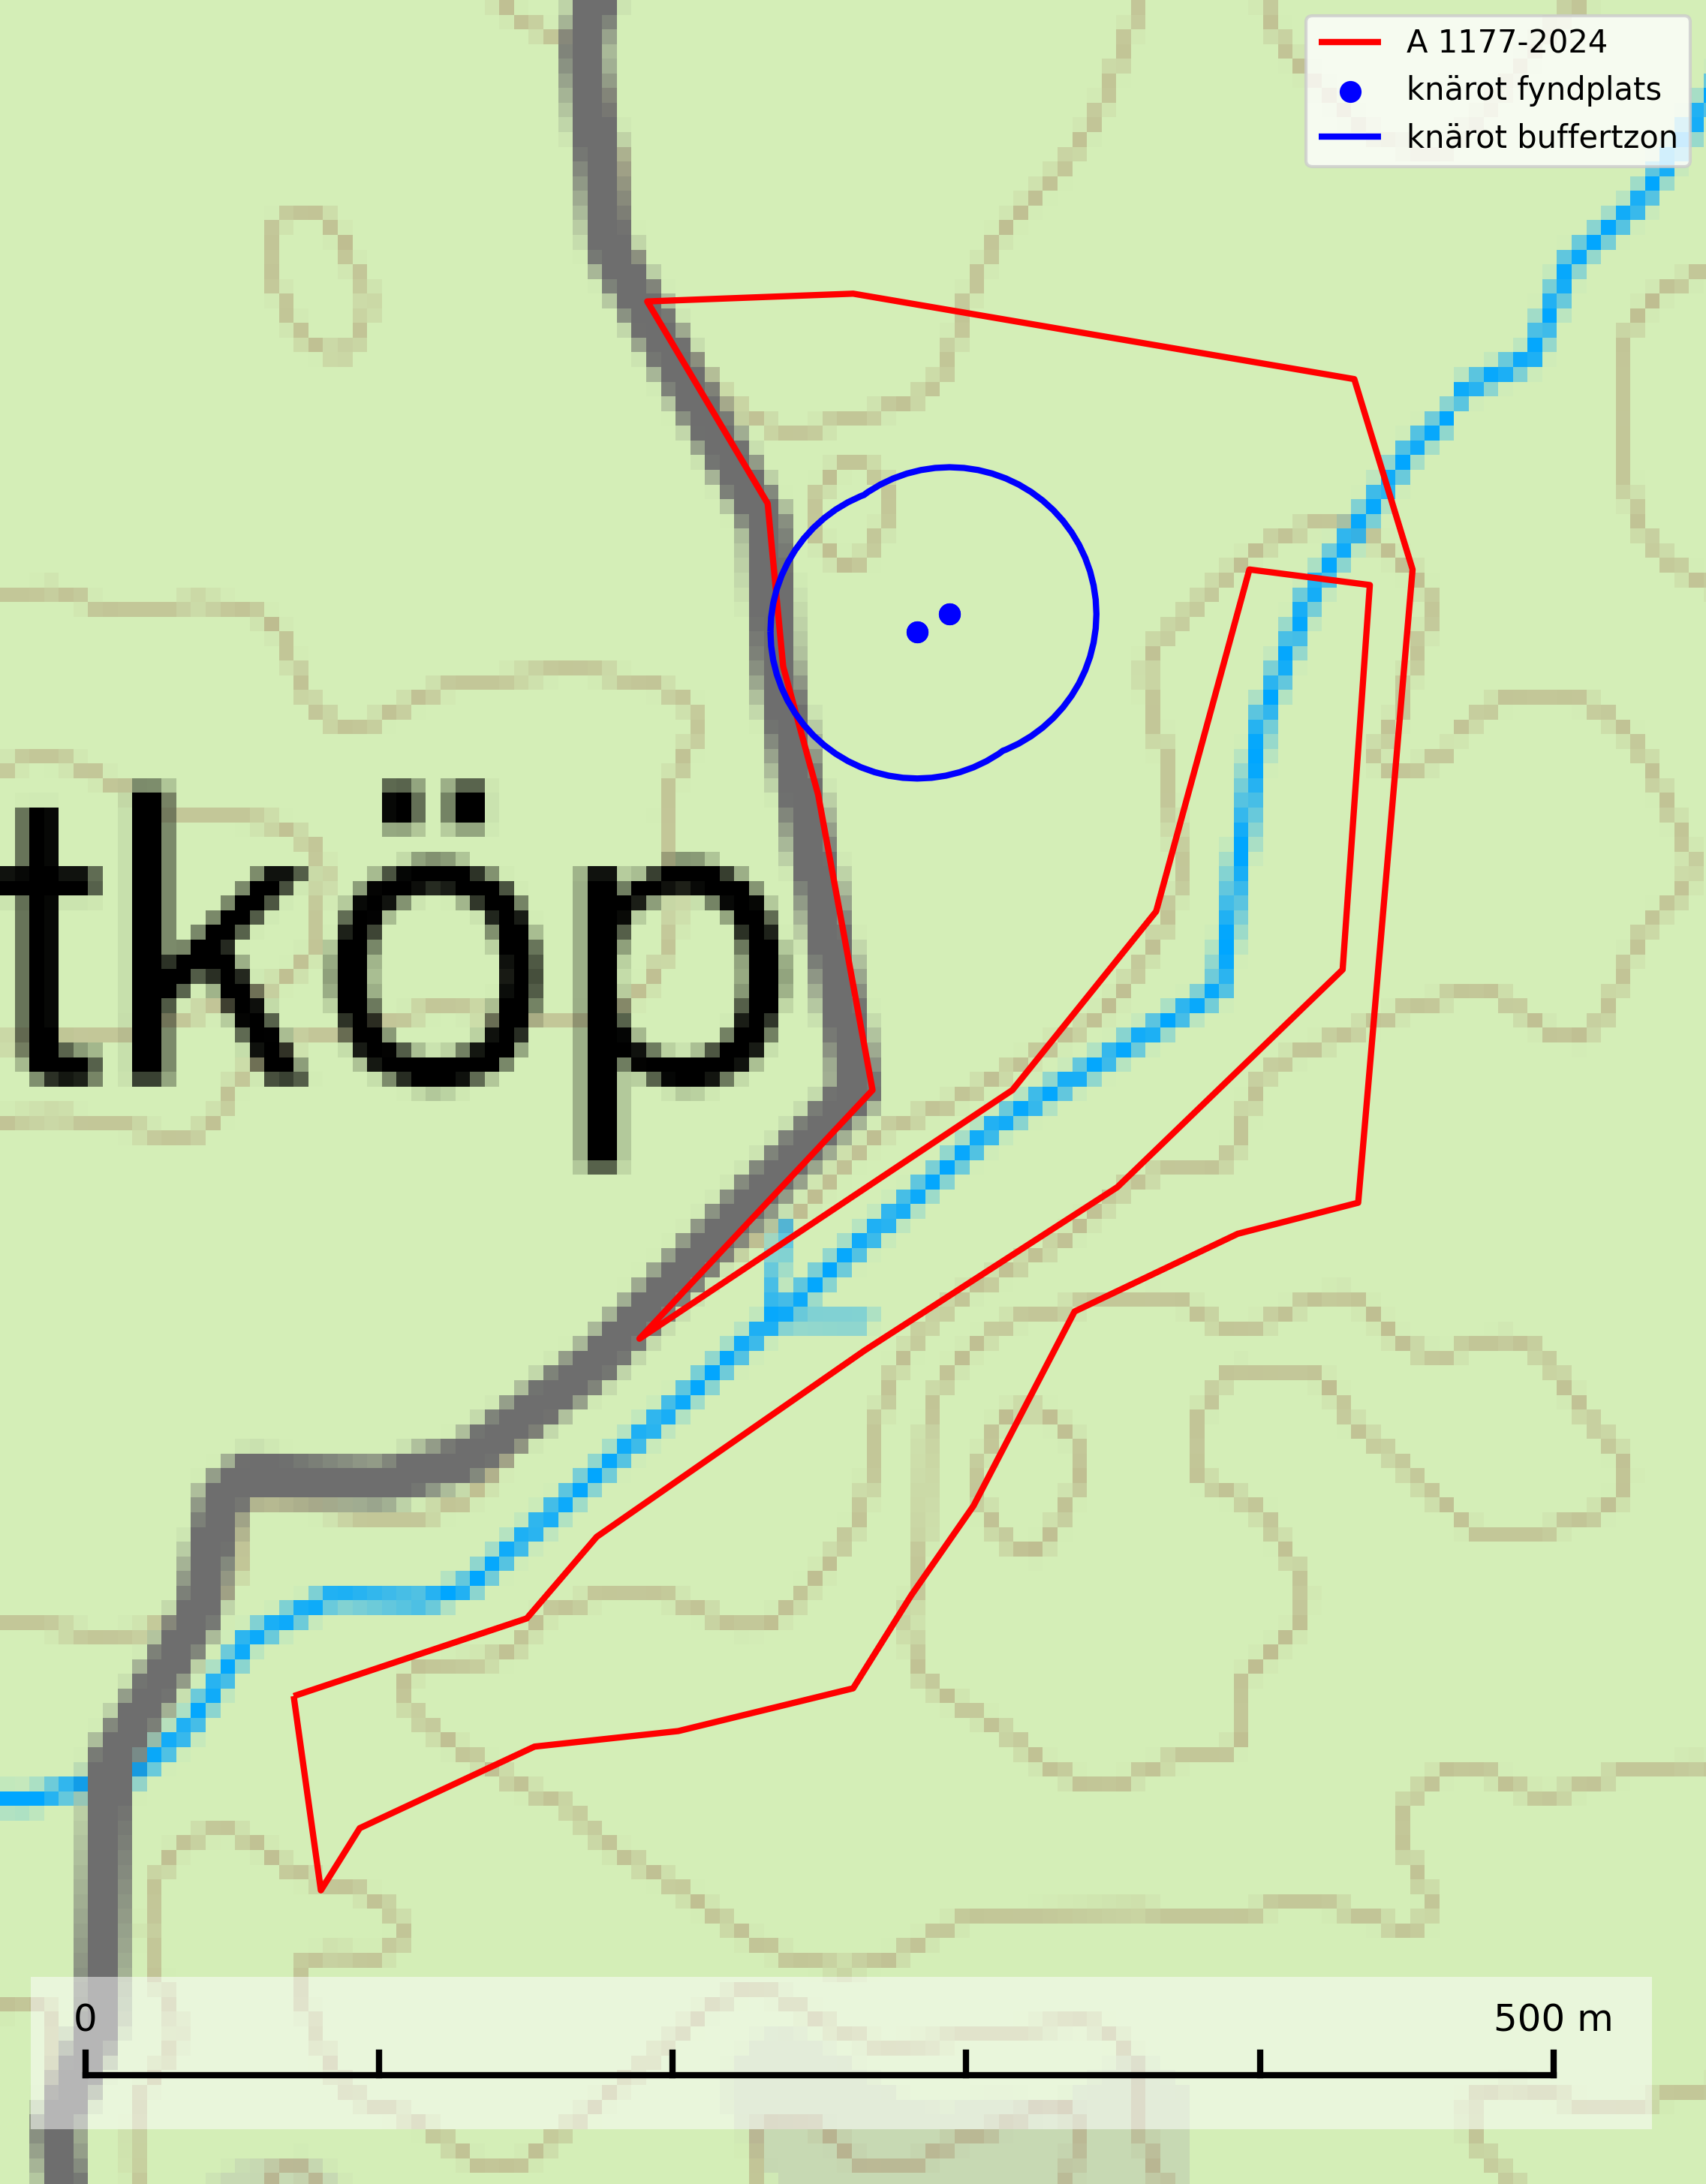 A 1177-2024
knärot fyndplats
knärot buffertzon
tköp
0 500 m